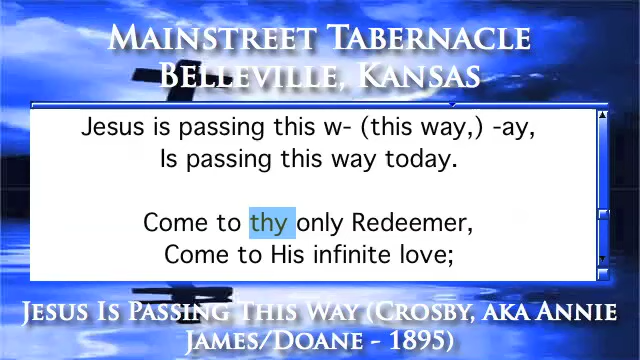 Mainstreet Tabernacle
Belleville, Kansas
Jesus is passing this w- (this way,) -ay,
Is passing this way today.
Come to thy only Redeemer,
Come to His infinite love;
Jesus Is Passing This Way (Crosby, aka Annie
James/Doane - 1895)